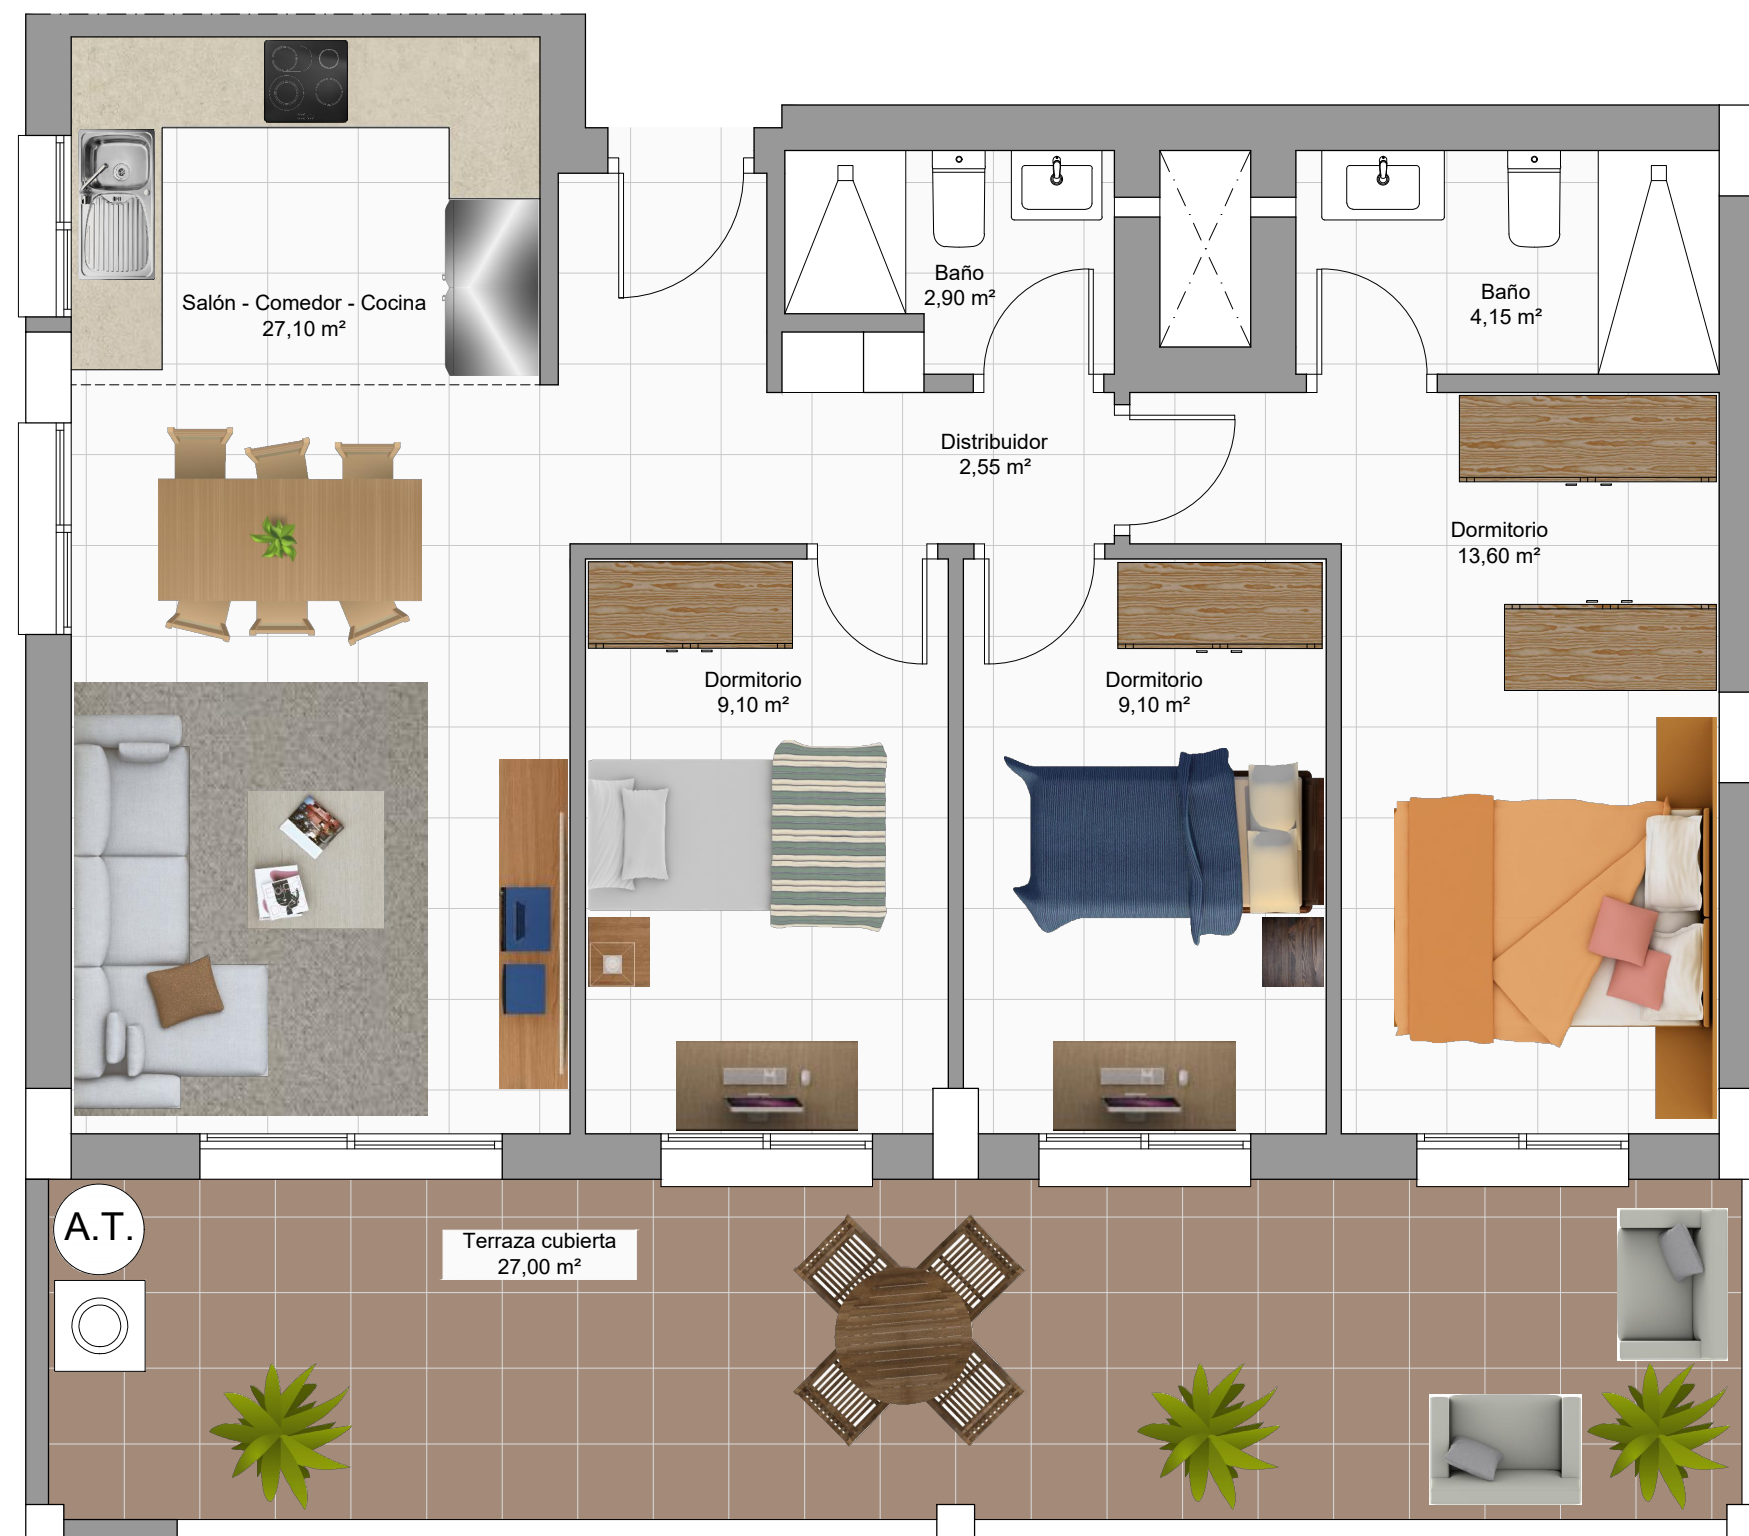 Salón - Comedor - Cocina
27,10 m²
Baño
2,90 m²
Baño
4,15 m²
Distribuidor
2,55 m²
Dormitorio
13,60 m²
Dormitorio
9,10 m²
Dormitorio
9,10 m²
A.T.
Terraza cubierta
27,00 m²